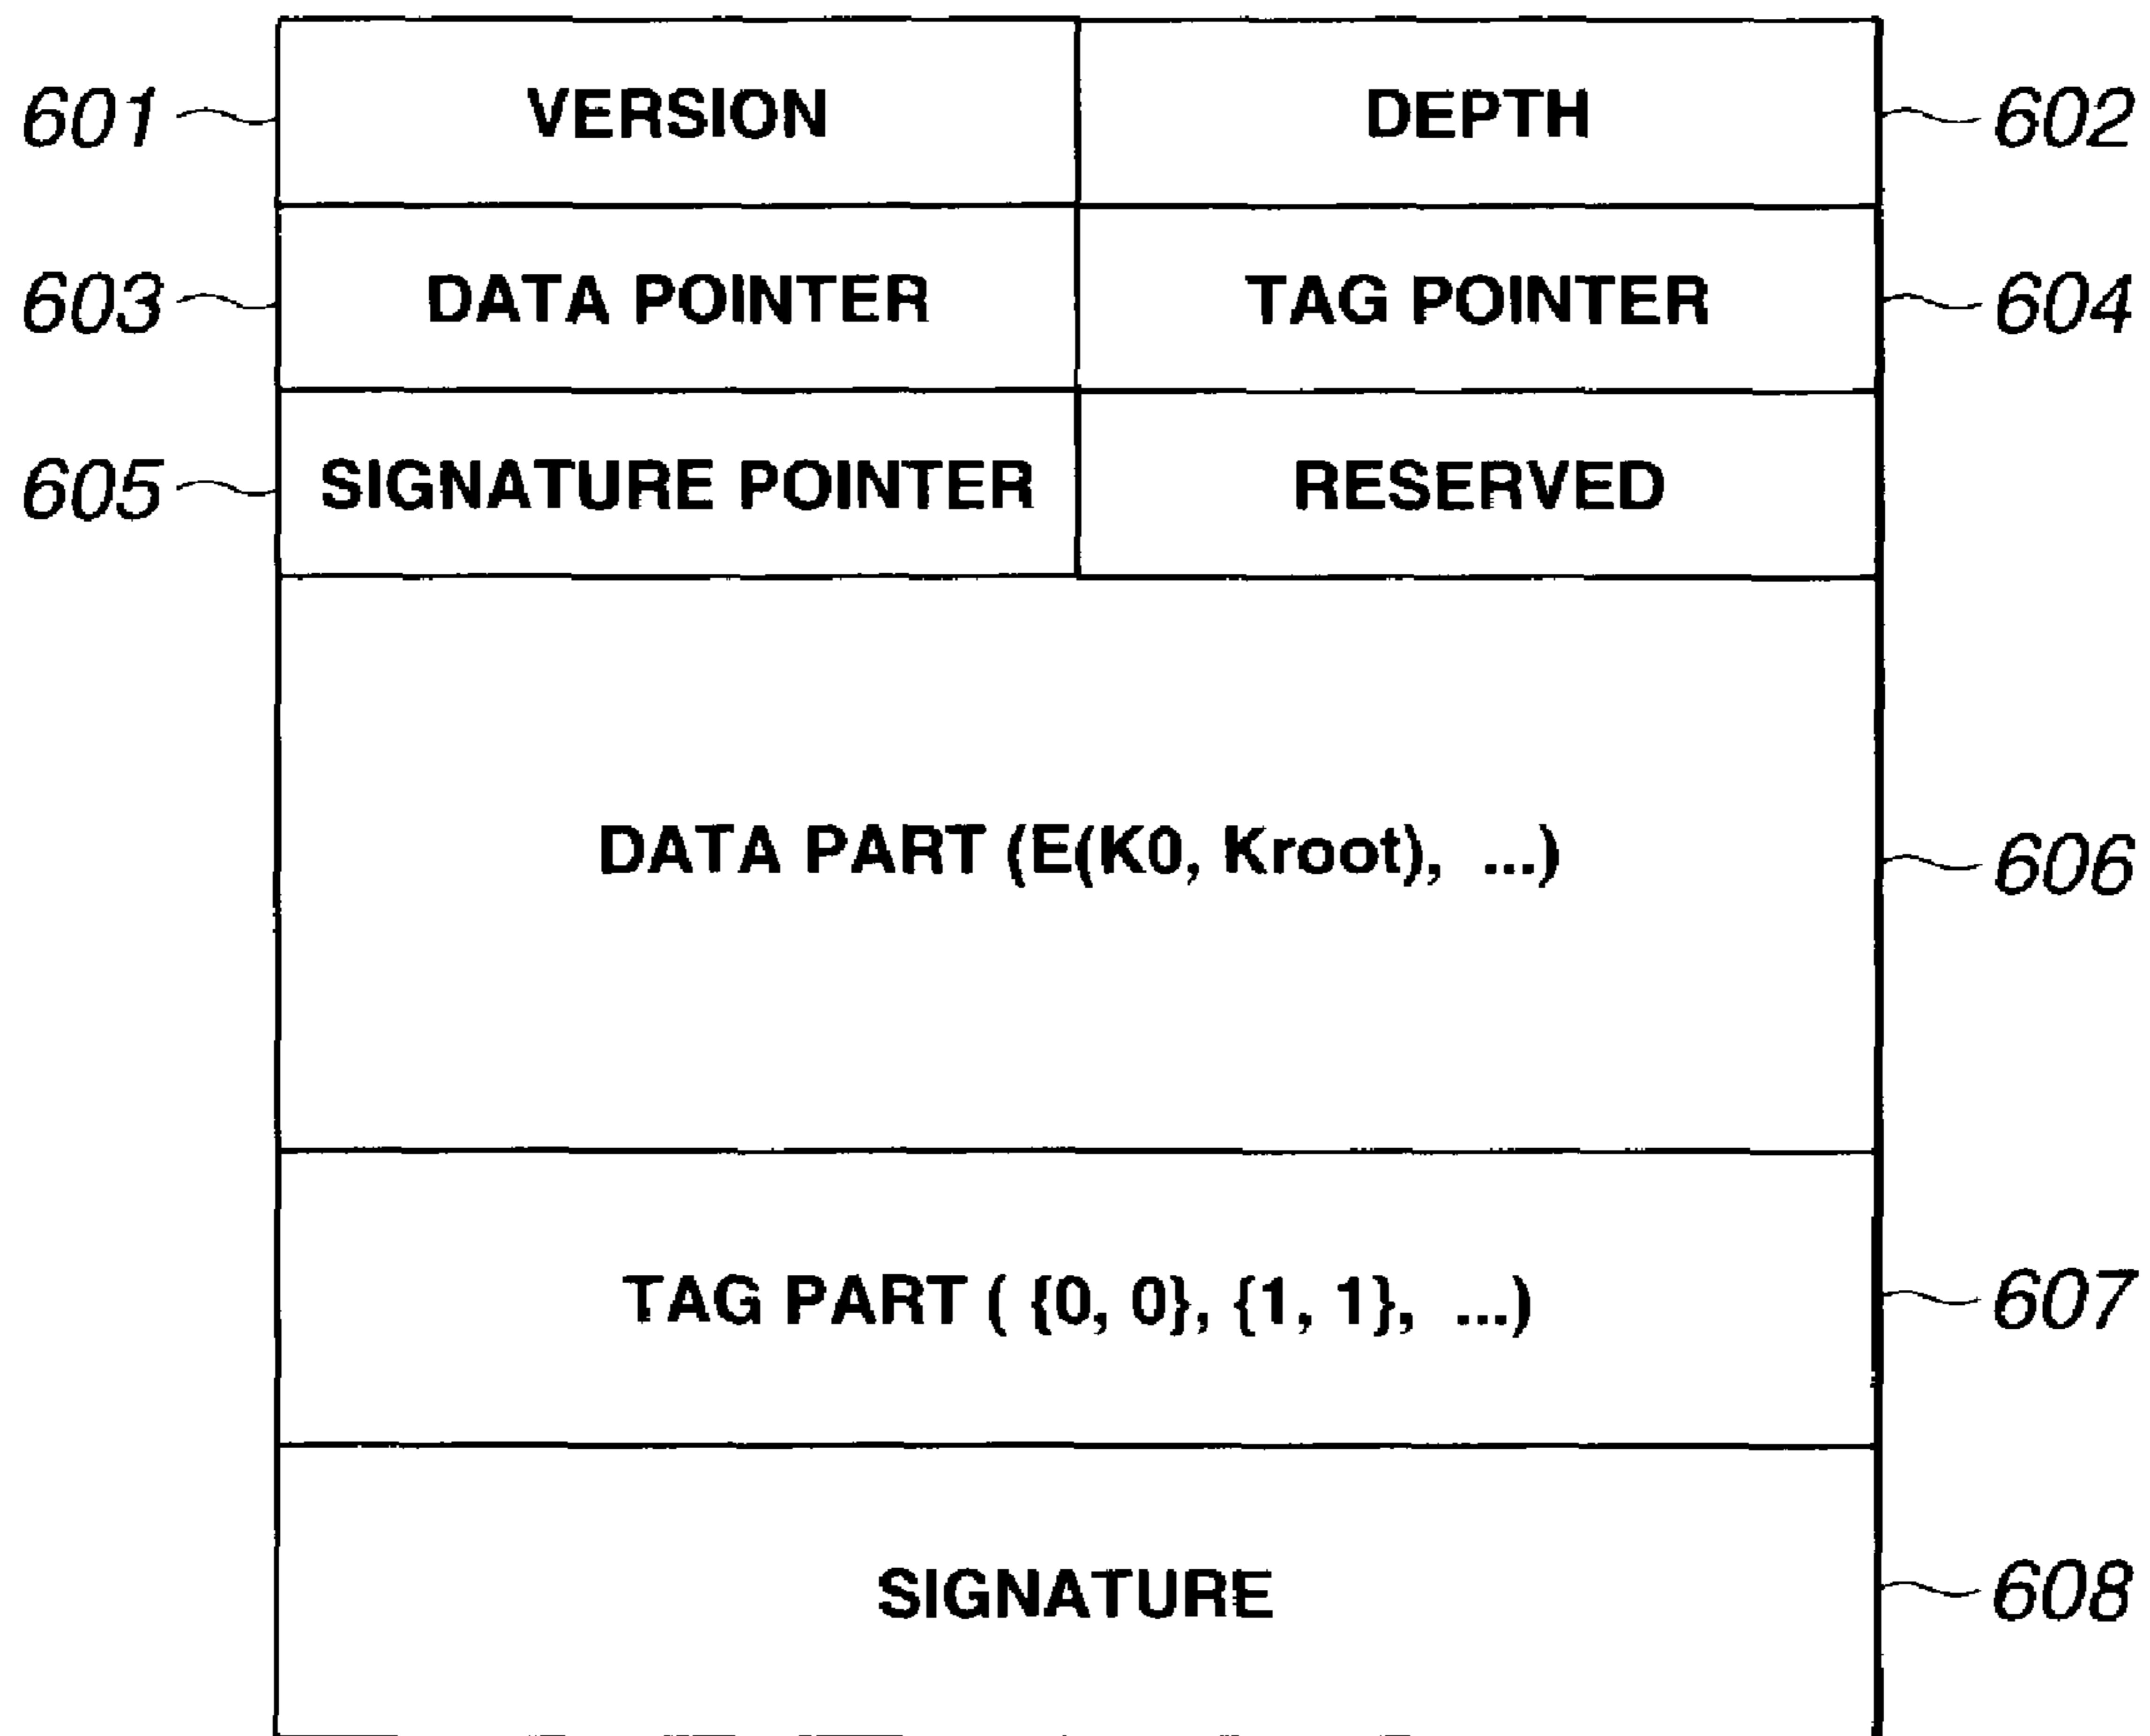 601 VERSION DEPTH 602
603 DATA POINTER TAG POINTER 604
605 SIGNATURE POINTER RESERVED
DATA PART (E(K0, Kroot), ...) 606
TAG PART ( {0, 0}, {1, 1}, ...) 607
SIGNATURE 608